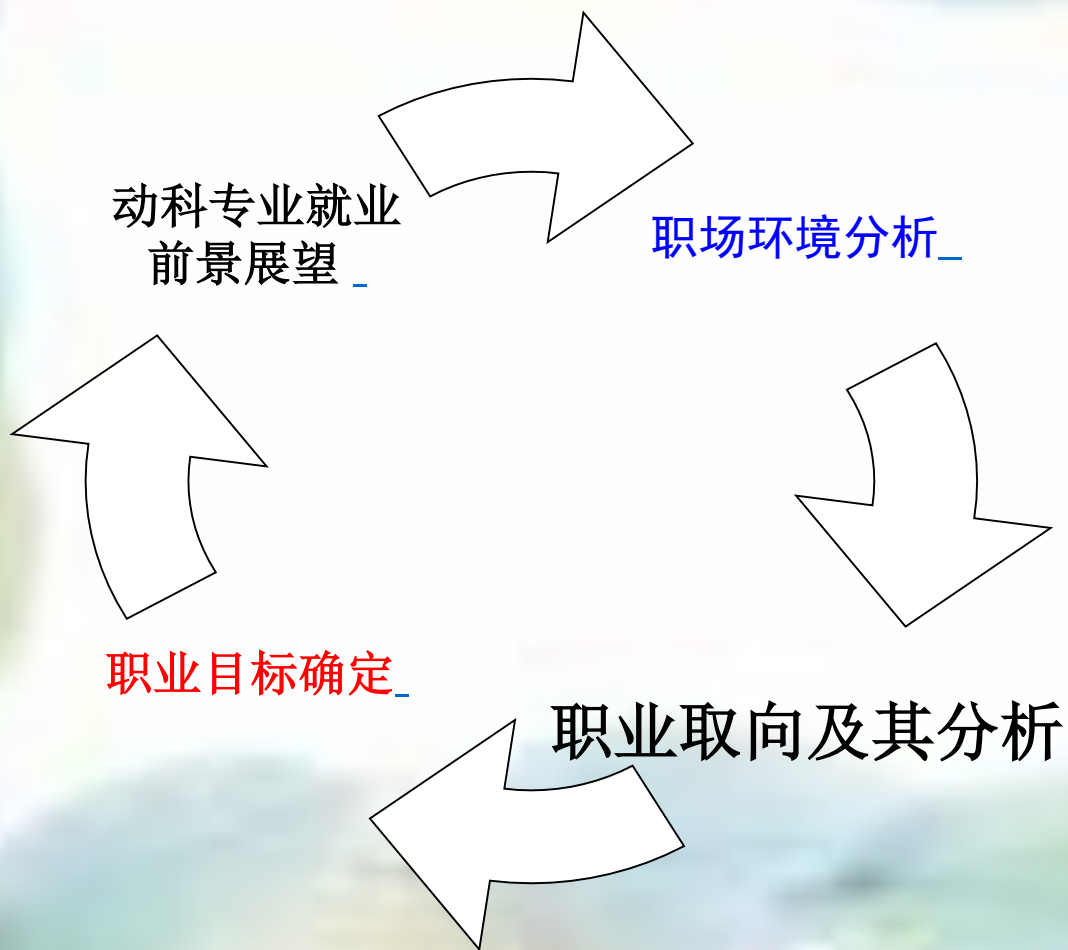 动科专业就业
前景展望
职场环境分析
职业目标确定
职业取向及其分析